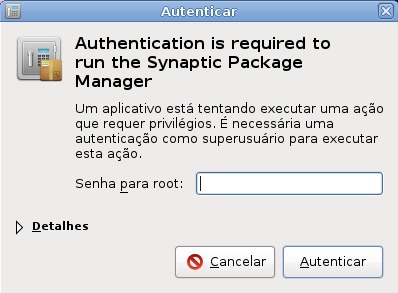 Autenticar
Authentication is required to
run the Synaptic Package
Manager
Um aplicativo está tentando executar uma ação
que requer privilégios. É necessária uma
autenticação como superusuário para executar
esta ação.
Senha para root:
Detalhes
Cancelar
Autenticar